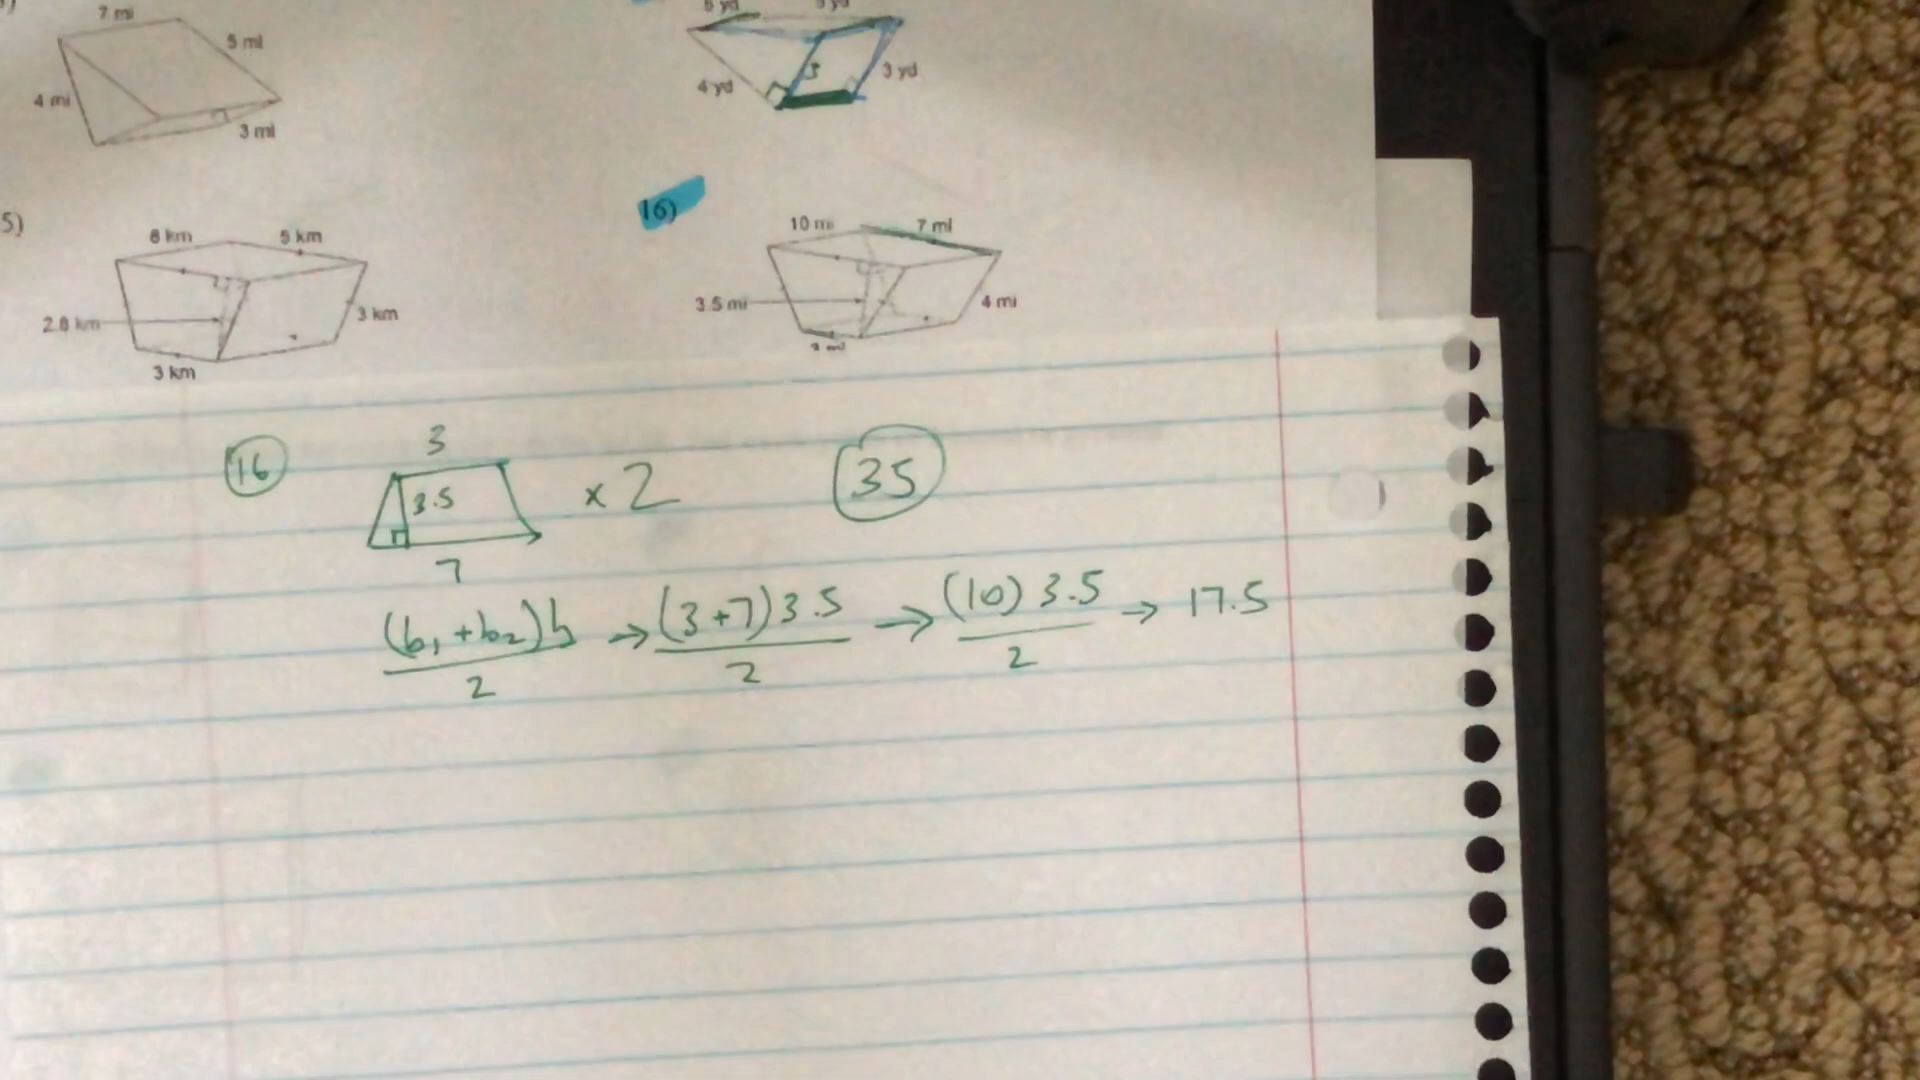 7 mi
5 mi
4 mi
3 mi
4 yd
3
3 yd
5)
8 km 5 km
2.8 km
3 km
3 km
16)
10 mi 7 mi
3.5 mi
4 mi
16
3
3.5
7
x 2
35
(b₁ + b₂)h / 2 → (3+7)3.5 / 2 → (10) 3.5 / 2 → 17.5